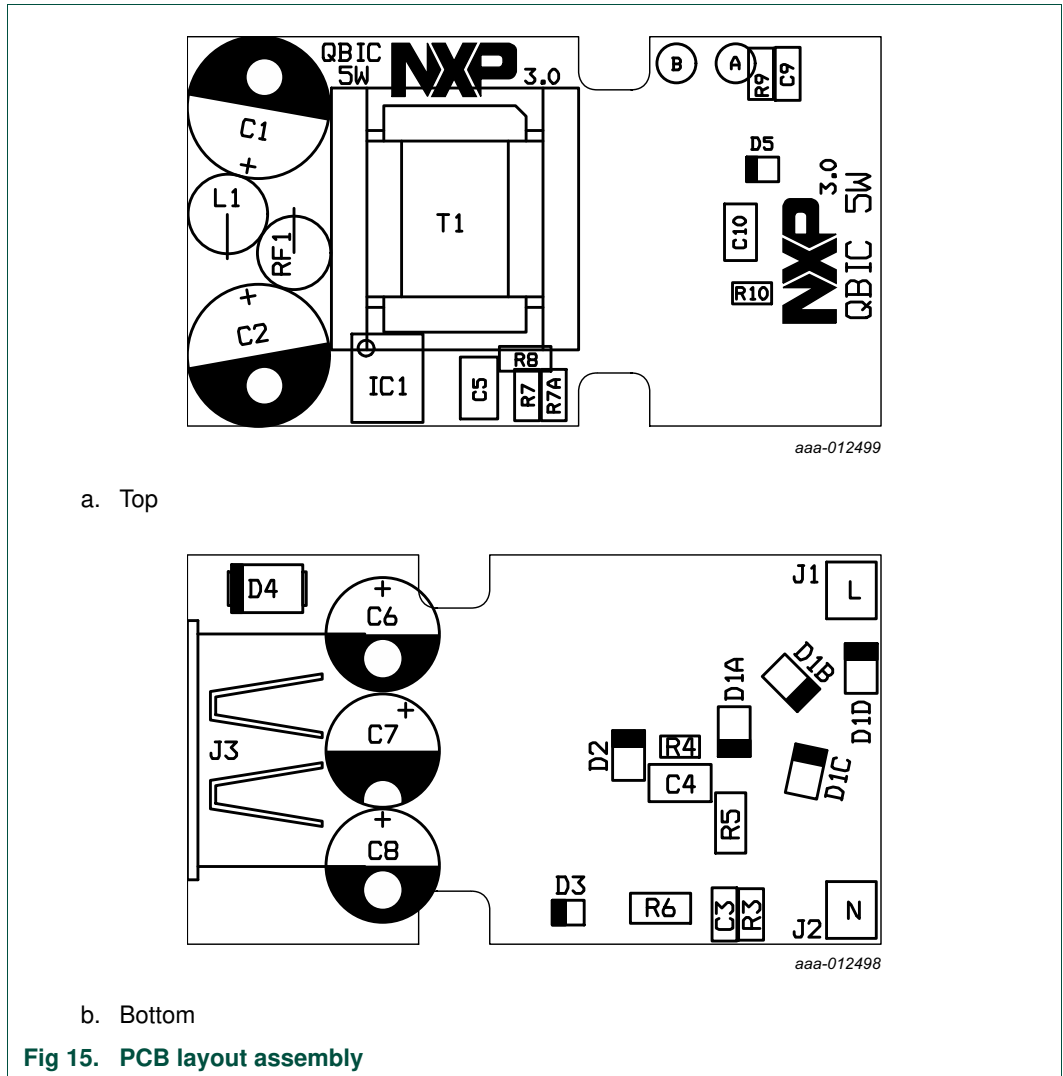 QBIC
5W
NXP
3.0
B
A
R9
C9
C1
+
L1
RF1
T1
D5
C10
R10
NXP
3.0
QBIC 5W
+
C2
IC1
C5
R8
R7
R7A
aaa-012499
a. Top
D4
J1
L
+
C6
D1A
D1B
D1D
J3
+
C7
D2
R4
C4
D1C
R5
+
C8
D3
R6
C3
R3
J2
N
aaa-012498
b. Bottom
Fig 15. PCB layout assembly